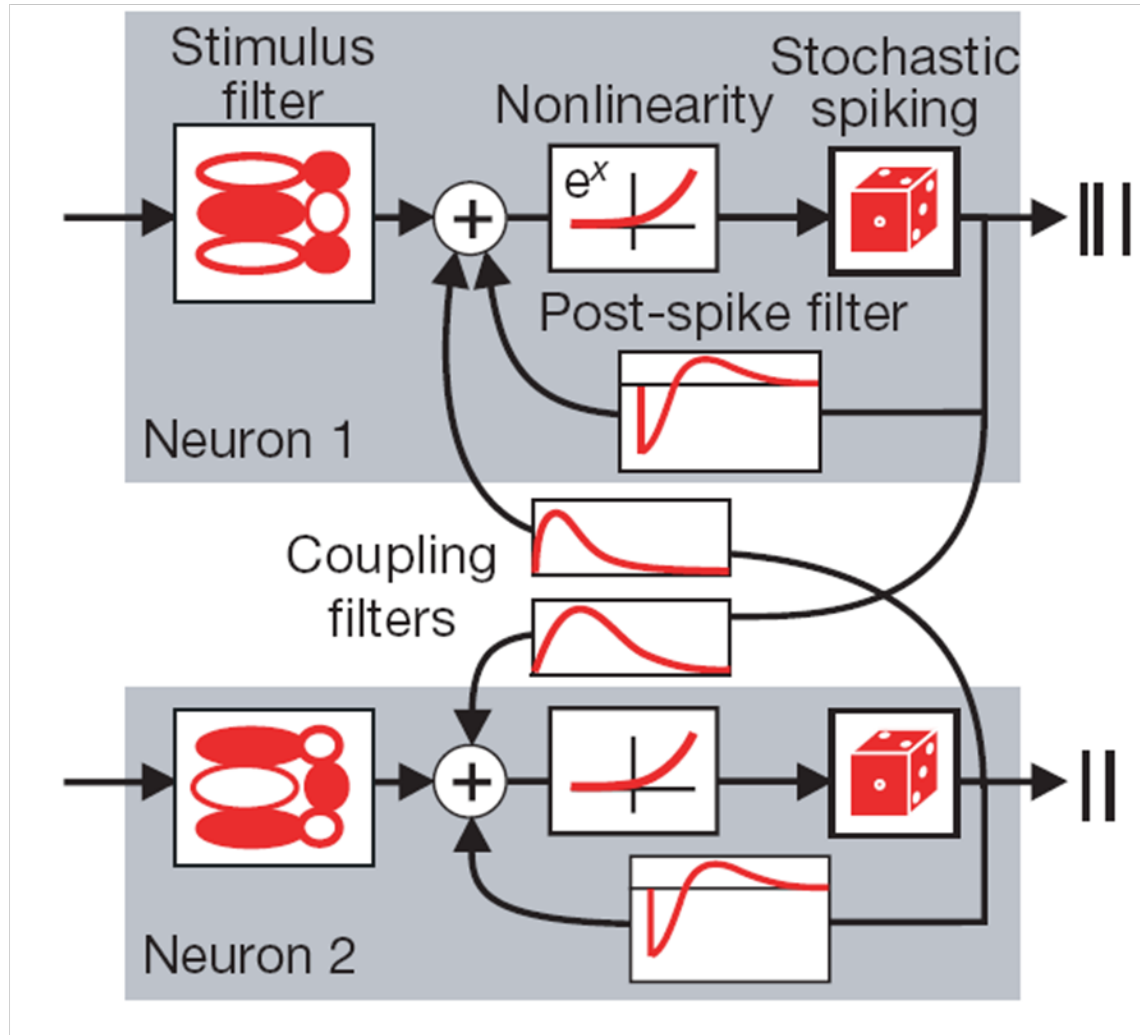 Stimulus
filter
Nonlinearity
Stochastic
spiking
e^x
+
Post-spike filter
Neuron 1
Coupling
filters
+
Neuron 2